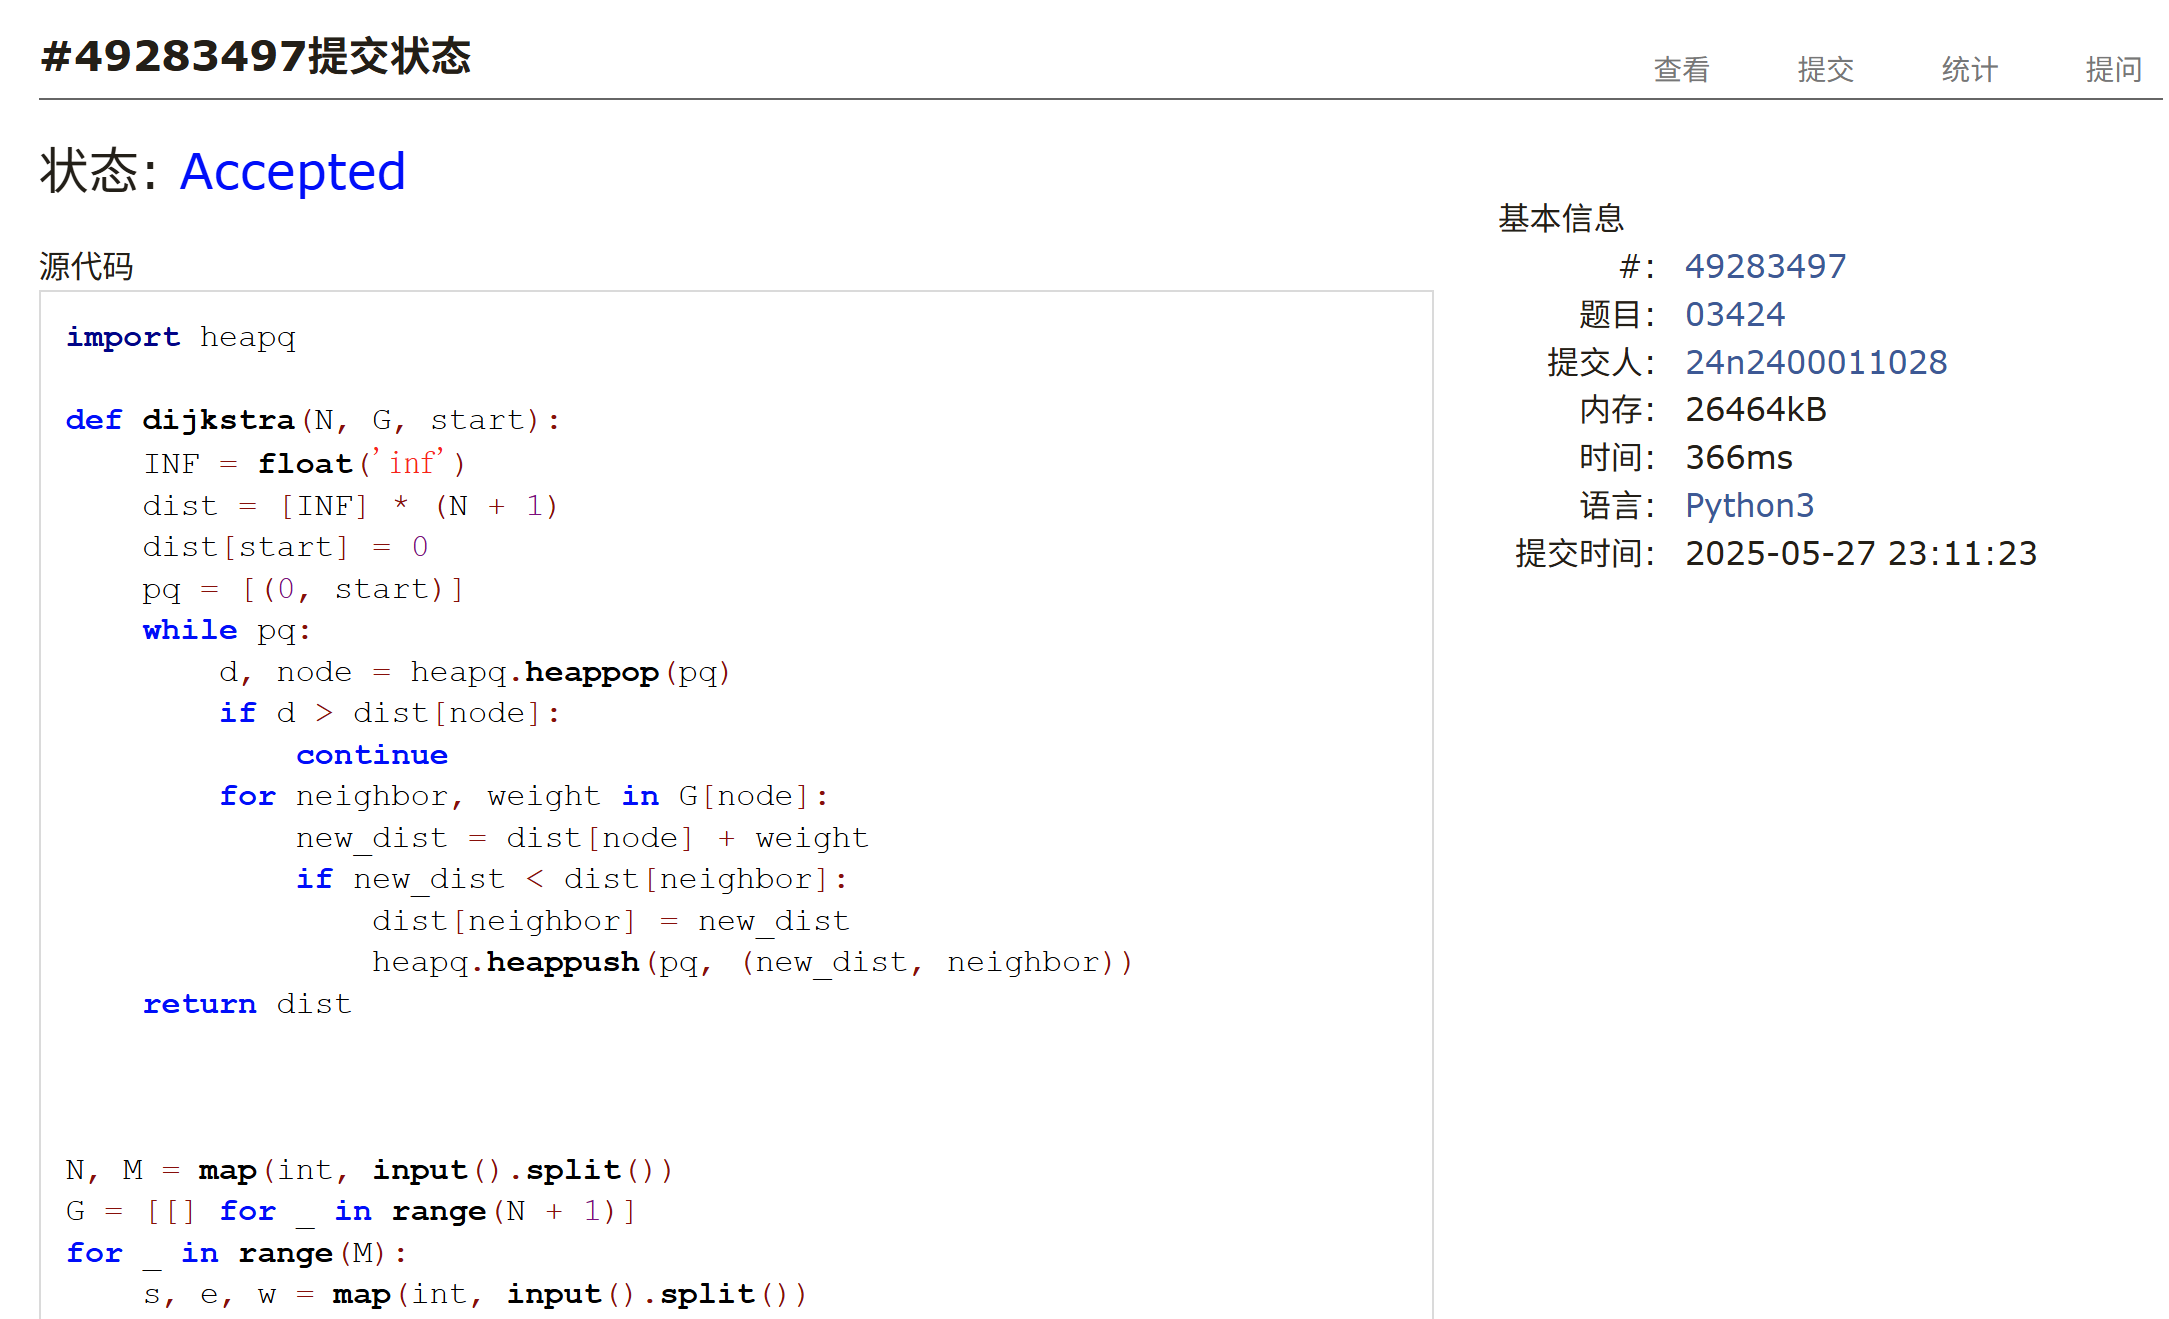 #49283497提交状态
查看 提交 统计 提问
状态: Accepted
源代码
import heapq

def dijkstra(N, G, start):
    INF = float('inf')
    dist = [INF] * (N + 1)
    dist[start] = 0
    pq = [(0, start)]
    while pq:
        d, node = heapq.heappop(pq)
        if d > dist[node]:
            continue
        for neighbor, weight in G[node]:
            new_dist = dist[node] + weight
            if new_dist < dist[neighbor]:
                dist[neighbor] = new_dist
                heapq.heappush(pq, (new_dist, neighbor))
    return dist

N, M = map(int, input().split())
G = [[] for _ in range(N + 1)]
for _ in range(M):
    s, e, w = map(int, input().split())
基本信息
#: 49283497
题目: 03424
提交人: 24n2400011028
内存: 26464kB
时间: 366ms
语言: Python3
提交时间: 2025-05-27 23:11:23